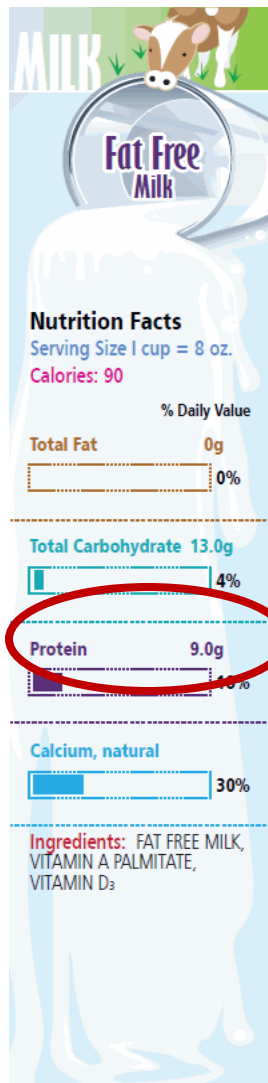 MILK
Fat Free
Milk
Nutrition Facts
Serving Size I cup = 8 oz.
Calories: 90
% Daily Value
Total Fat 0g
0%
Total Carbohydrate 13.0g
4%
Protein 9.0g
Calcium, natural
30%
Ingredients: FAT FREE MILK,
VITAMIN A PALMITATE,
VITAMIN D₃